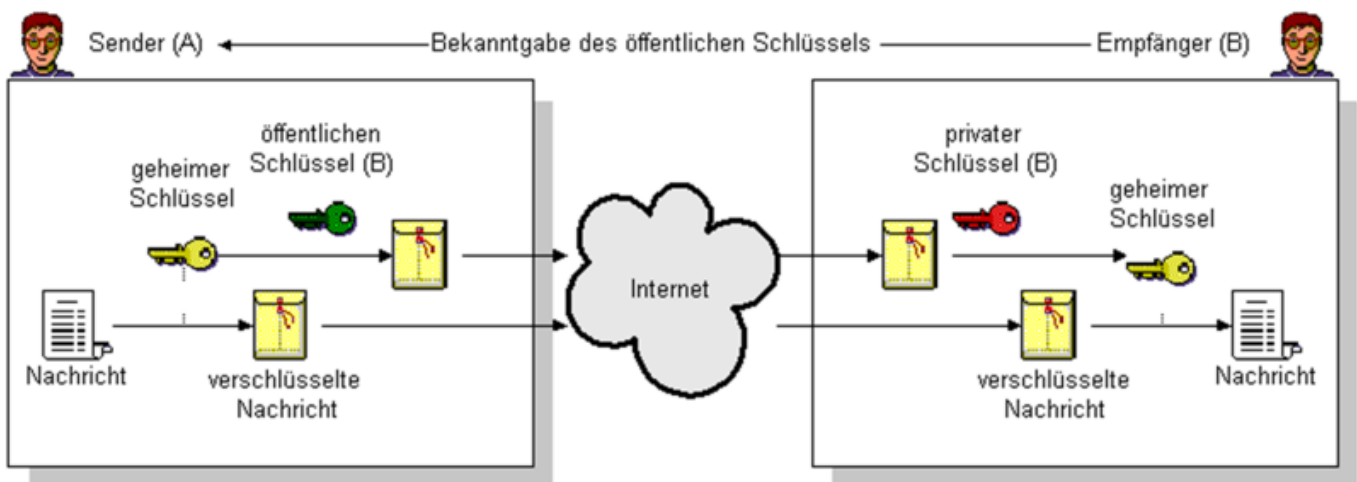 Sender (A)
Bekanntgabe des öffentlichen Schlüssels
Empfänger (B)
geheimer
Schlüssel
öffentlichen
Schlüssel (B)
Nachricht
verschlüsselte
Nachricht
Internet
privater
Schlüssel (B)
geheimer
Schlüssel
verschlüsselte
Nachricht
Nachricht